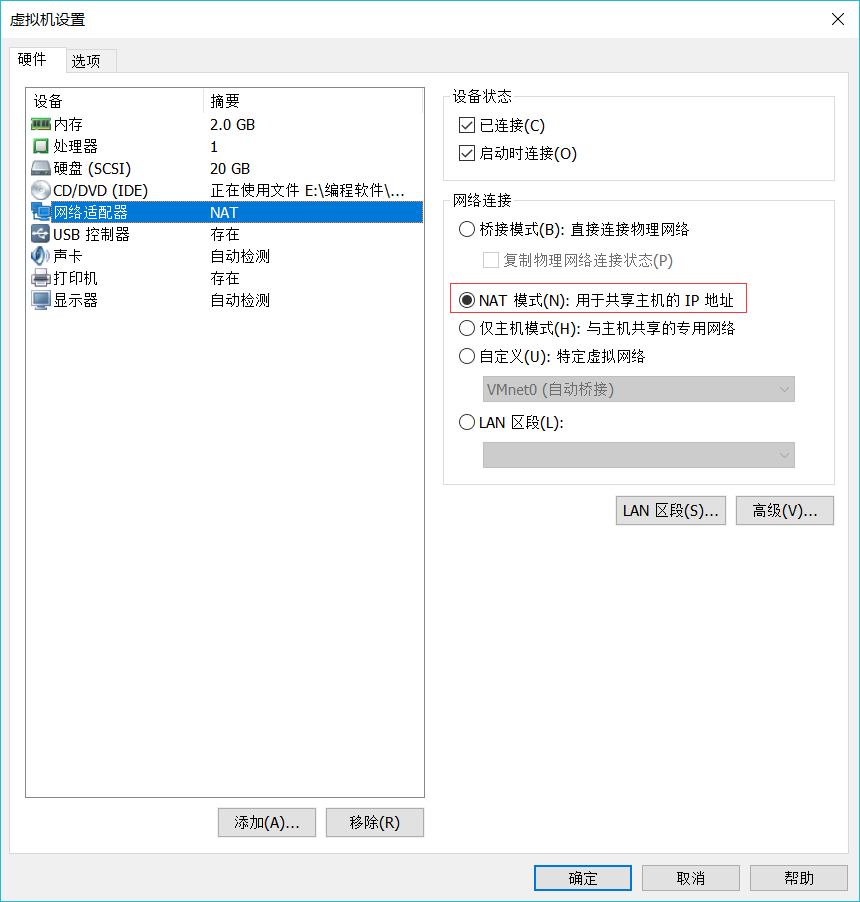 虚拟机设置
硬件 选项
设备 摘要
内存 2.0 GB
处理器 1
硬盘 (SCSI) 20 GB
CD/DVD (IDE) 正在使用文件 E:\编程软件\...
网络适配器 NAT
USB 控制器 存在
声卡 自动检测
打印机 存在
显示器 自动检测
添加(A)... 移除(R)
设备状态
已连接(C)
启动时连接(O)
网络连接
桥接模式(B): 直接连接物理网络
复制物理网络连接状态(P)
NAT 模式(N): 用于共享主机的 IP 地址
仅主机模式(H): 与主机共享的专用网络
自定义(U): 特定虚拟网络
VMnet0 (自动桥接)
LAN 区段(L):
LAN 区段(S)... 高级(V)...
确定 取消 帮助